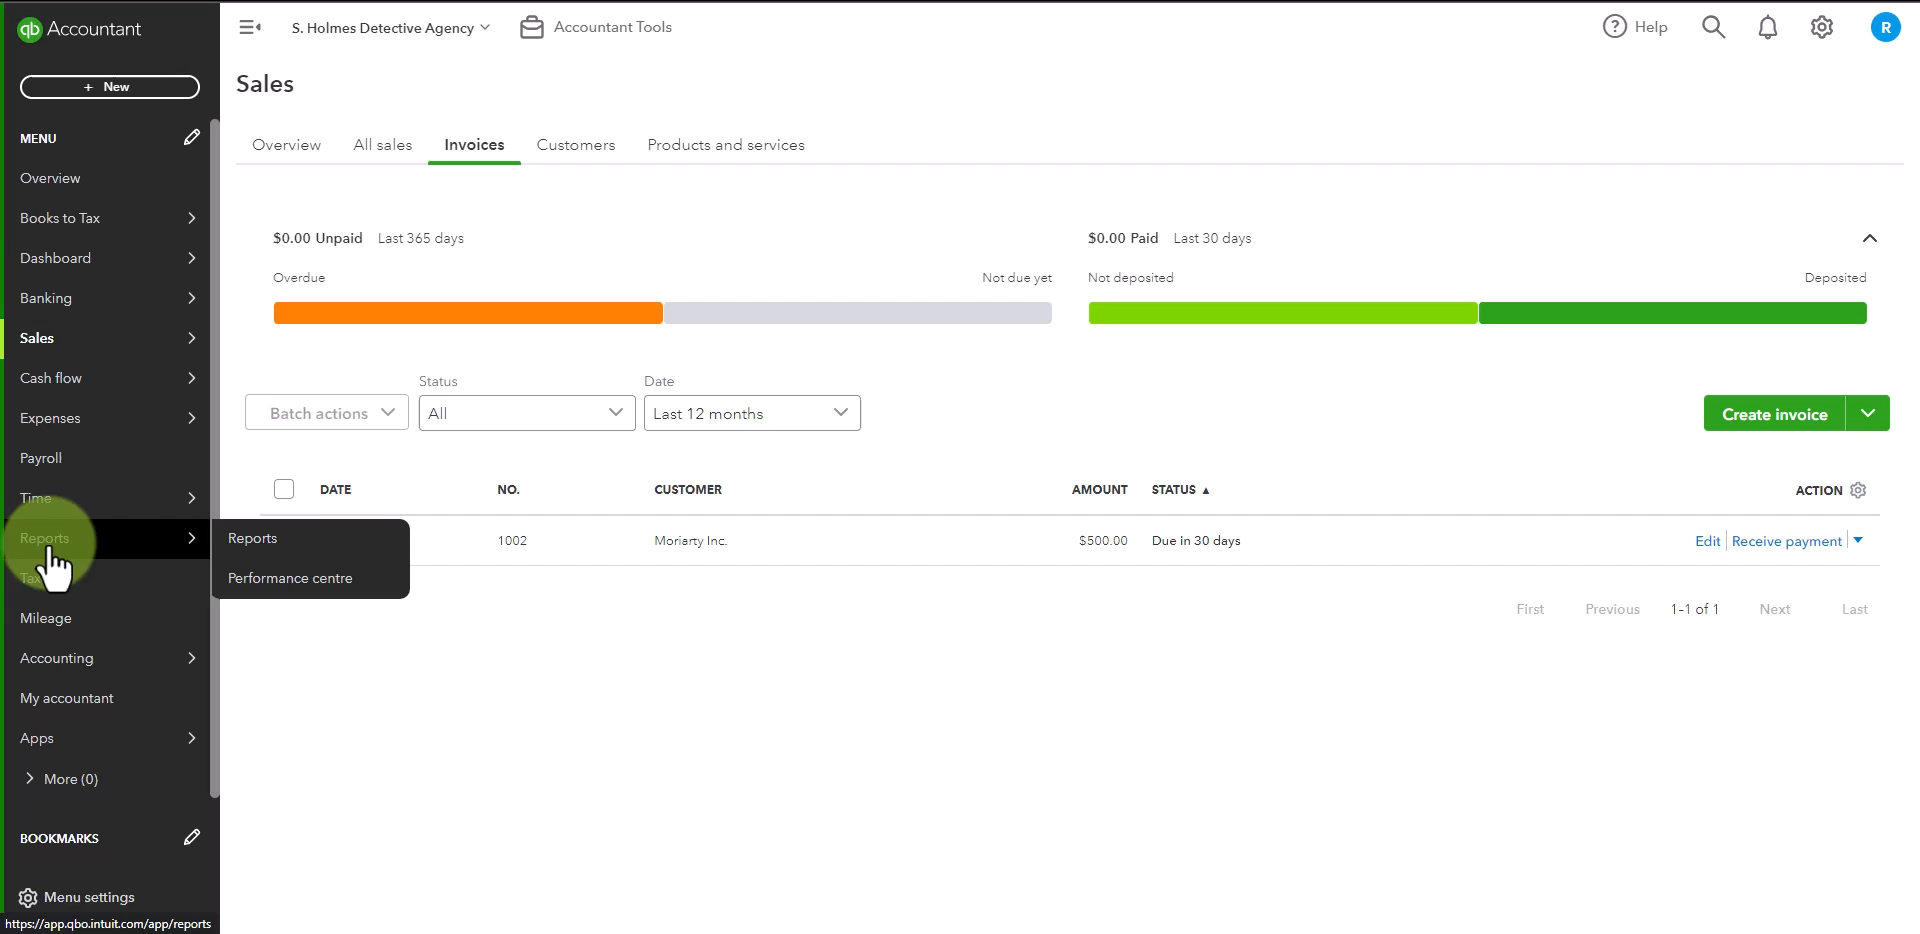 qb Accountant
S. Holmes Detective Agency
Accountant Tools
Help
R
+ New
MENU
Overview
Books to Tax
Dashboard
Banking
Sales
Cash flow
Expenses
Payroll
Time
Reports
Taxes
Mileage
Accounting
My accountant
Apps
More (0)
BOOKMARKS
Menu settings
https://app.qbo.intuit.com/app/reports
Reports
Performance centre
Sales
Overview All sales Invoices Customers Products and services
$0.00 Unpaid Last 365 days
Overdue Not due yet
$0.00 Paid Last 30 days
Not deposited Deposited
Status Date
Batch actions All Last 12 months Create invoice
DATE NO. CUSTOMER AMOUNT STATUS ▲ ACTION
1002 Moriarty Inc. $500.00 Due in 30 days Edit Receive payment
First Previous 1-1 of 1 Next Last